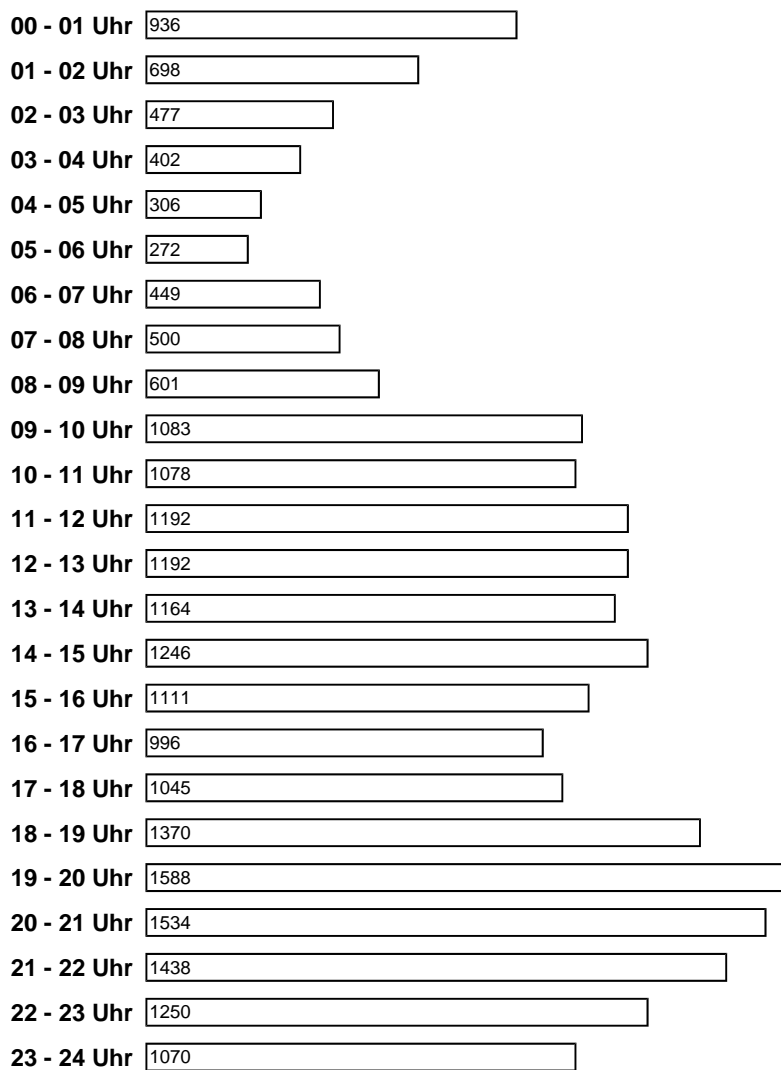 00 - 01 Uhr 936
01 - 02 Uhr 698
02 - 03 Uhr 477
03 - 04 Uhr 402
04 - 05 Uhr 306
05 - 06 Uhr 272
06 - 07 Uhr 449
07 - 08 Uhr 500
08 - 09 Uhr 601
09 - 10 Uhr 1083
10 - 11 Uhr 1078
11 - 12 Uhr 1192
12 - 13 Uhr 1192
13 - 14 Uhr 1164
14 - 15 Uhr 1246
15 - 16 Uhr 1111
16 - 17 Uhr 996
17 - 18 Uhr 1045
18 - 19 Uhr 1370
19 - 20 Uhr 1588
20 - 21 Uhr 1534
21 - 22 Uhr 1438
22 - 23 Uhr 1250
23 - 24 Uhr 1070